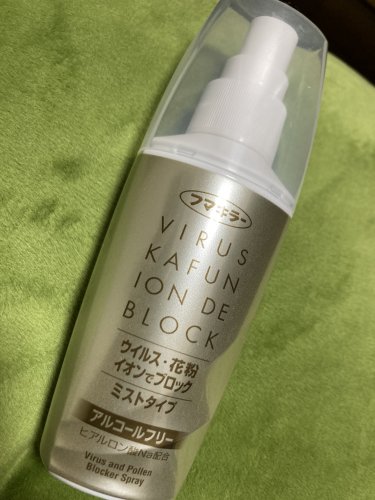 フマキラー
VIRUS
KAFUN
ION DE
BLOCK
ウイルス・花粉
イオンでブロック
ミストタイプ
アルコールフリー
ヒアルロン酸Na配合
Virus and Pollen
Blocker Spray